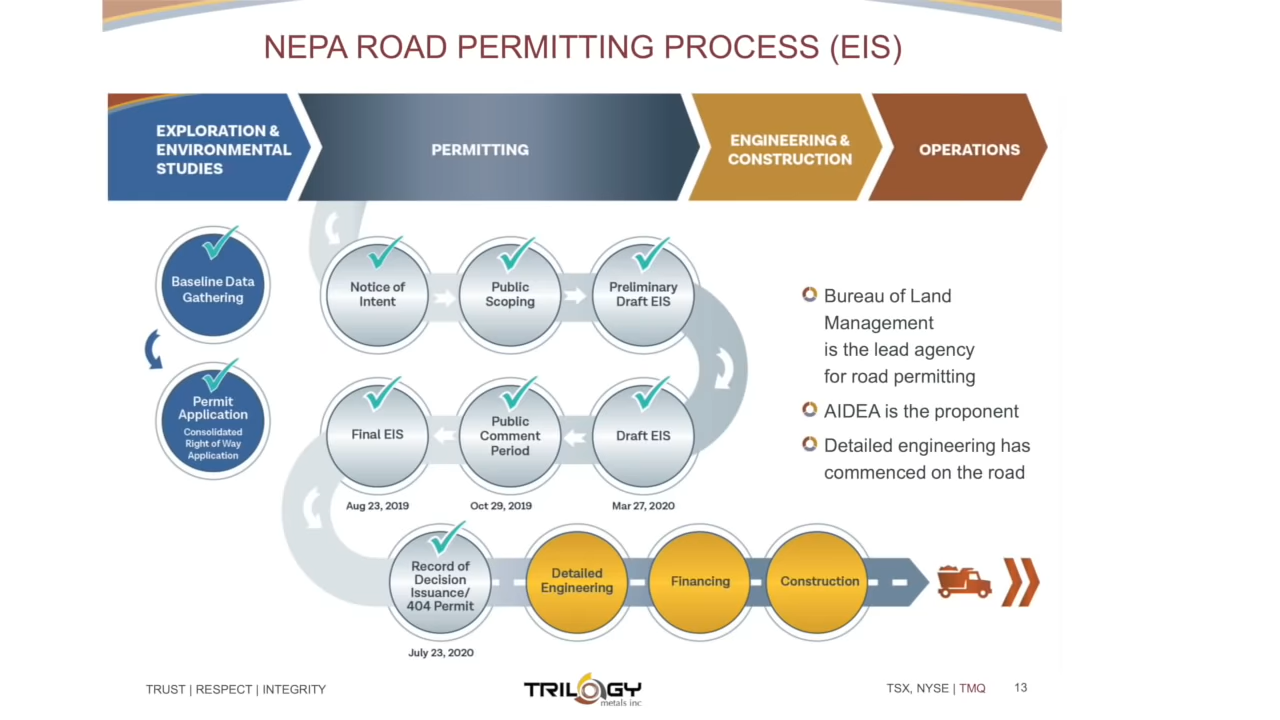 NEPA ROAD PERMITTING PROCESS (EIS)
EXPLORATION &
ENVIRONMENTAL
STUDIES
PERMITTING
ENGINEERING &
CONSTRUCTION
OPERATIONS
Baseline Data
Gathering
Permit
Application
Consolidated
Right of Way
Application
Notice of
Intent
Public
Scoping
Preliminary
Draft EIS
Final EIS
Public
Comment
Period
Draft EIS
Aug 23, 2019
Oct 29, 2019
Mar 27, 2020
Record of
Decision
Issuance/
404 Permit
July 23, 2020
Detailed
Engineering
Financing
Construction
Bureau of Land
Management
is the lead agency
for road permitting
AIDEA is the proponent
Detailed engineering has
commenced on the road
TRUST | RESPECT | INTEGRITY
TRILOGY
metals inc
TSX, NYSE | TMQ
13